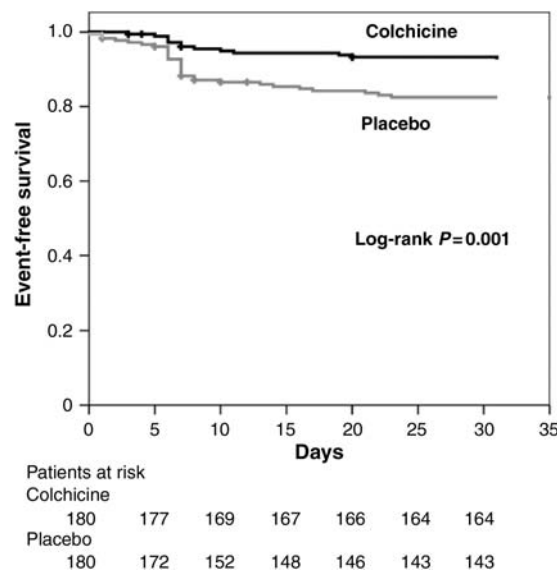 1.0
0.8
0.6
0.4
0.2
0
Event-free survival
Colchicine
Placebo
Log-rank P=0.001
0 5 10 15 20 25 30 35
Days
Patients at risk
Colchicine
180 177 169 167 166 164 164
Placebo
180 172 152 148 146 143 143